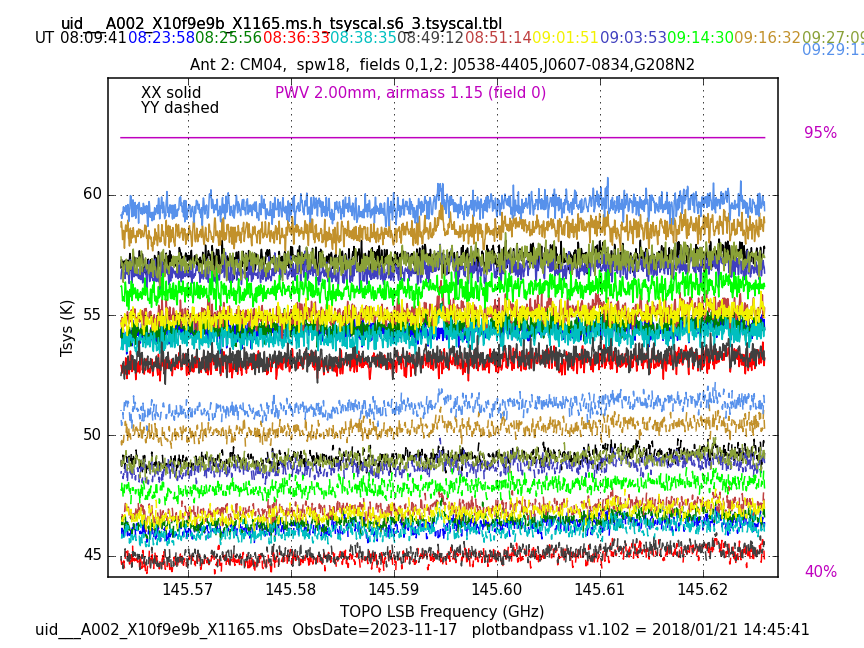 uid___A002_X10f9e9b_X1165.ms.h_tsyscal.s6_3.tsyscal.tbl
UT 08:09:41 08:23:58 08:25:56 08:36:33 08:38:35 08:49:12 08:51:14 09:01:51 09:03:53 09:14:30 09:16:32 09:27:09
09:29:11
Ant 2: CM04,  spw18,  fields 0,1,2: J0538-4405,J0607-0834,G208N2
XX solid
PWV 2.00mm, airmass 1.15 (field 0)
YY dashed
95%
60
55
Tsys (K)
50
45
40%
145.57 145.58 145.59 145.60 145.61 145.62
TOPO LSB Frequency (GHz)
uid___A002_X10f9e9b_X1165.ms  ObsDate=2023-11-17   plotbandpass v1.102 = 2018/01/21 14:45:41